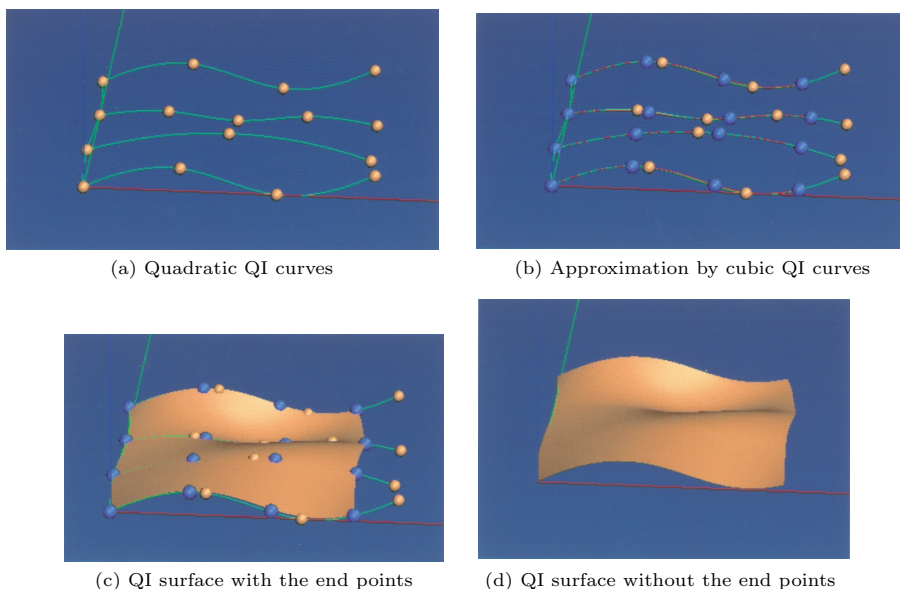 (a) Quadratic QI curves
(b) Approximation by cubic QI curves
(c) QI surface with the end points
(d) QI surface without the end points